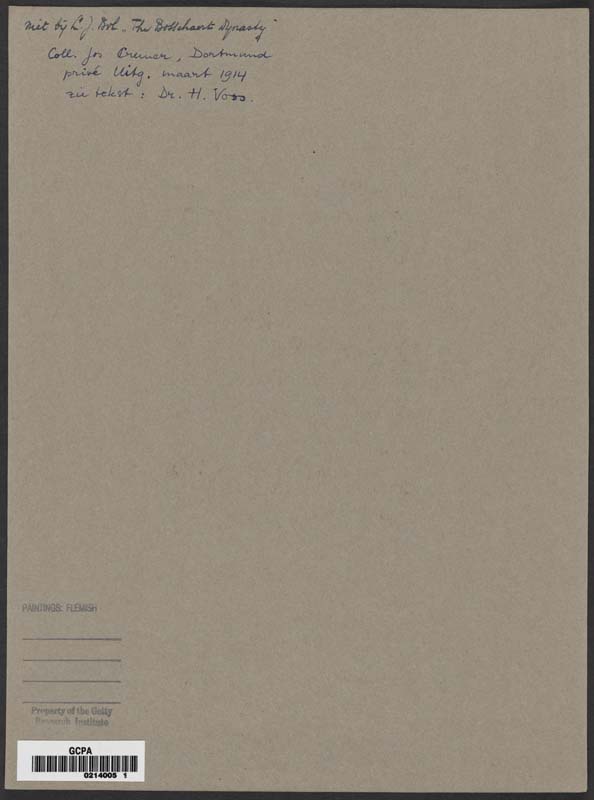 niet bij L. J. Bol "The Bosschaert Dynasty"
Coll. Jos Cremer, Dortmund
privé Uitg. maart 1914
zie tekst: Dr. H. Voss.
PAINTINGS: FLEMISH
Property of the Getty
Research Institute
GCPA
0214005 1